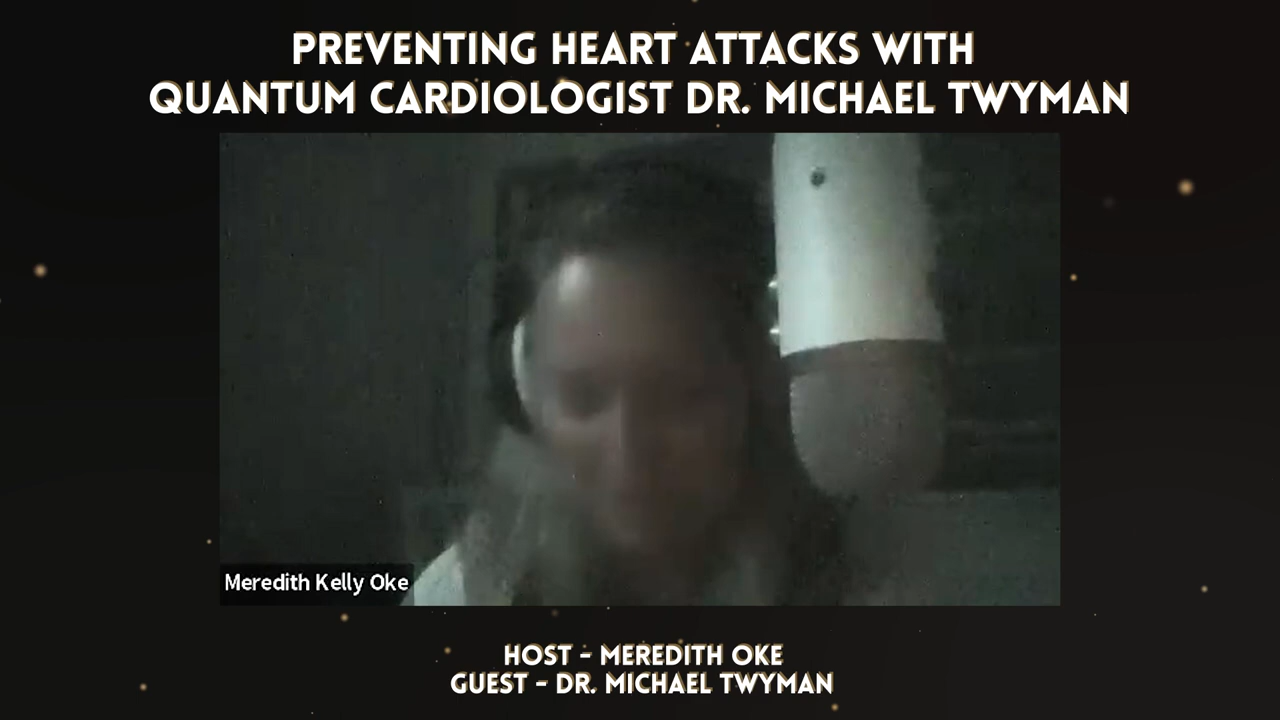 PREVENTING HEART ATTACKS WITH
QUANTUM CARDIOLOGIST DR. MICHAEL TWYMAN
Meredith Kelly Oke
HOST - MEREDITH OKE
GUEST - DR. MICHAEL TWYMAN